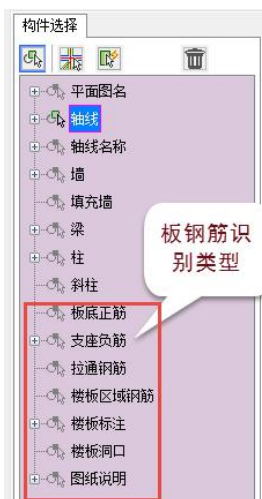 构件选择
平面图名
轴线
轴线名称
墙
填充墙
梁
柱
斜柱
板底正筋
支座负筋
拉通钢筋
楼板区域钢筋
楼板标注
楼板洞口
图纸说明
板钢筋识
别类型